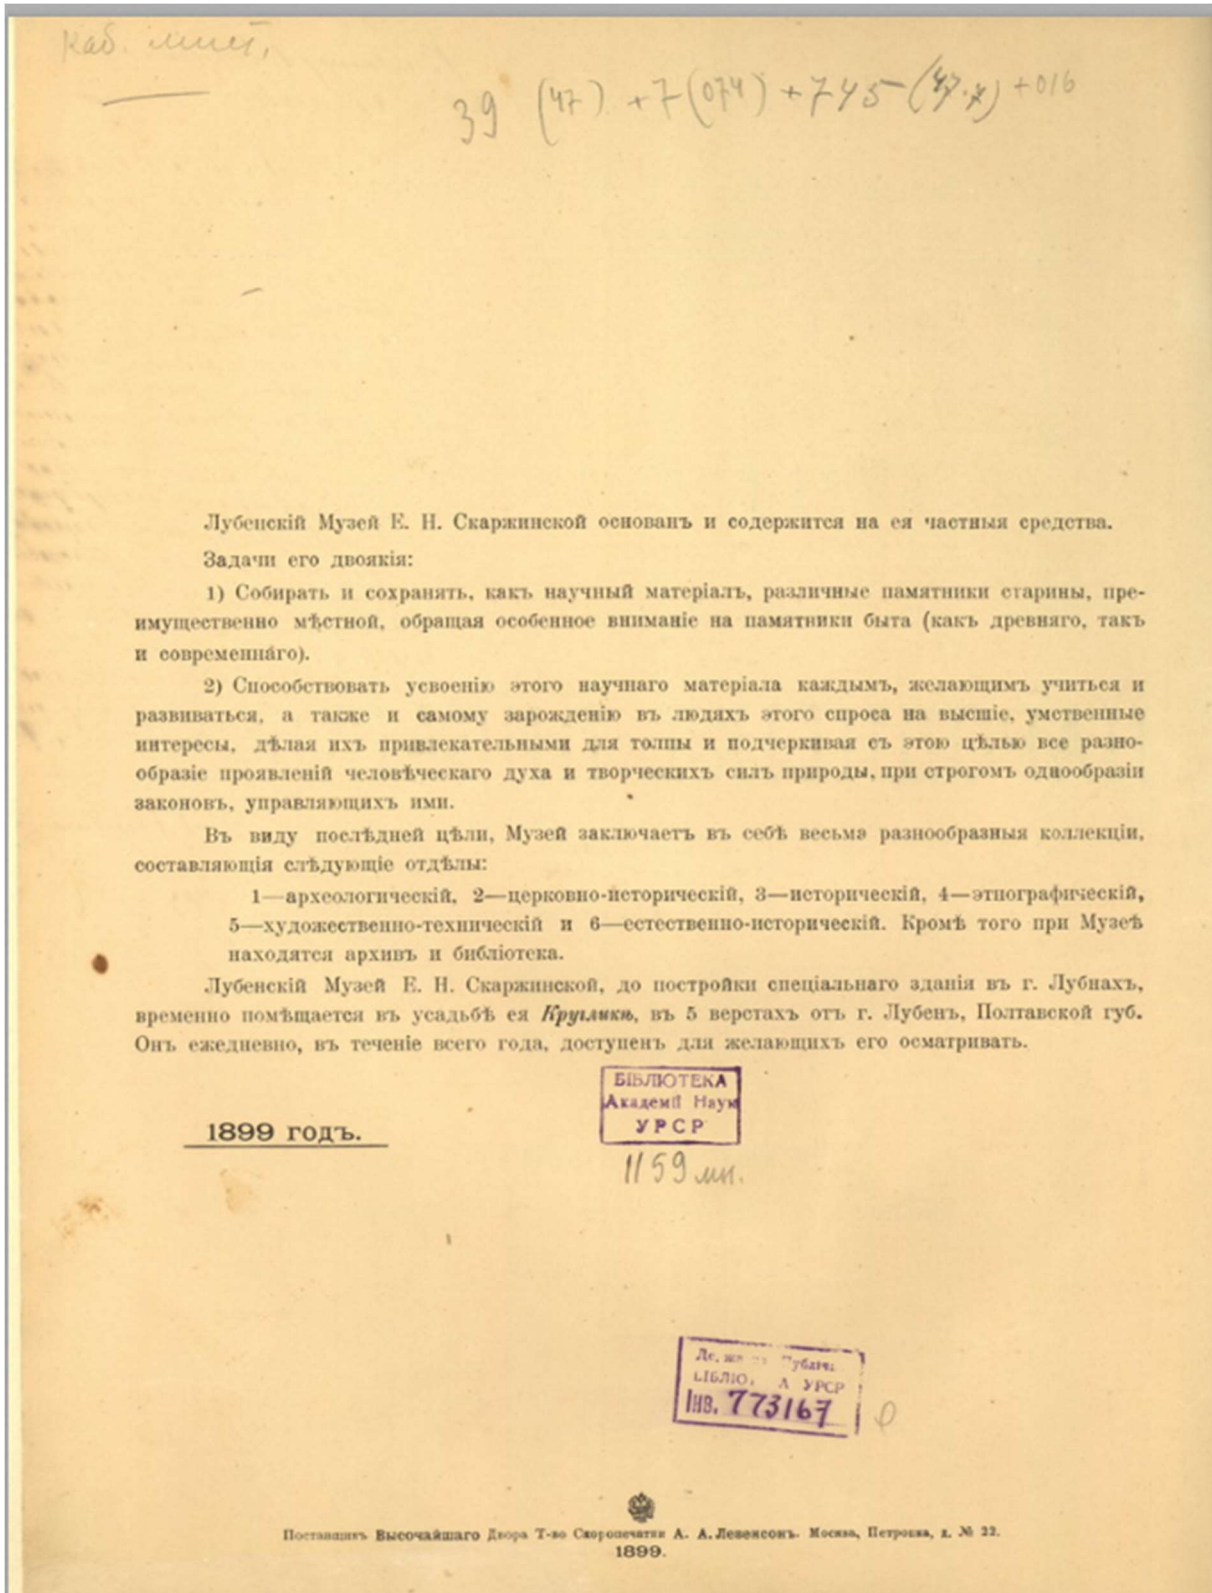 Каб. мист.
39 (47) +7(074) +745 (47.7) +016
Лубенскій Музей Е. Н. Скаржинской основанъ и содержится на ея частныя средства.
Задачи его двоякія:
1) Собирать и сохранять, какъ научный матеріалъ, различные памятники старины, пре-
имущественно мѣстной, обращая особенное вниманіе на памятники быта (какъ древняго, такъ
и современнáго).
2) Способствовать усвоенію этого научнаго матеріала каждымъ, желающимъ учиться и
развиваться, а также и самому зарожденію въ людяхъ этого спроса на высшіе, умственные
интересы, дѣлая ихъ привлекательными для толпы и подчеркивая съ этою цѣлью все разно-
образіе проявленій человѣческаго духа и творческихъ силъ природы, при строгомъ однообразіи
законовъ, управляющихъ ими.
Въ виду послѣдней цѣли, Музей заключаетъ въ себѣ весьма разнообразныя коллекціи,
составляющія слѣдующіе отдѣлы:
1—археологическій, 2—церковно-историческій, 3—историческій, 4—этнографическій,
5—художественно-техническій и 6—естественно-историческій. Кромѣ того при Музеѣ
находятся архивъ и библіотека.
Лубенскій Музей Е. Н. Скаржинской, до постройки спеціальнаго зданія въ г. Лубнахъ,
временно помѣщается въ усадьбѣ ея Кругликъ, въ 5 верстахъ отъ г. Лубенъ, Полтавской губ.
Онъ ежедневно, въ теченіе всего года, доступенъ для желающихъ его осматривать.
БІБЛІОТЕКА
Академії Наук
УРСР
1899 годъ.
1159 мн.
УРСР
Інв. 773167
Поставщикъ Высочайшаго Двора Т-во Скоропечатни А. А. Левенсонъ. Москва, Петровка, д. № 22.
1899.